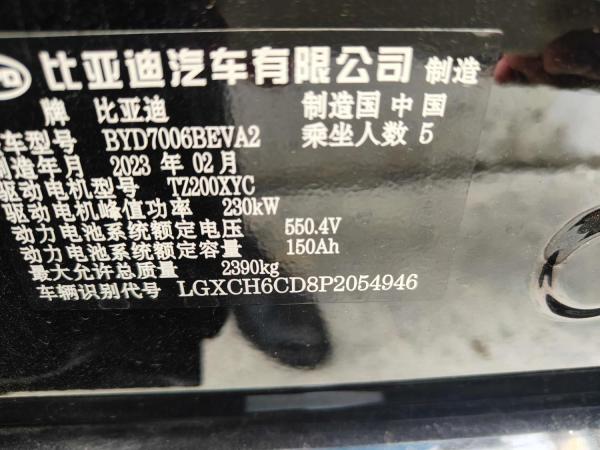 比亚迪汽车有限公司 制造
牌 比亚迪 制造国 中国
车型号 BYD7006BEVA2 乘坐人数 5
制造年月 2023 年 02 月
驱动电机型号 TZ200XYC
驱动电机峰值功率 230kW
动力电池系统额定电压 550.4V
动力电池系统额定容量 150Ah
最大允许总质量 2390kg
车辆识别代号 LGXCH6CD8P2054946